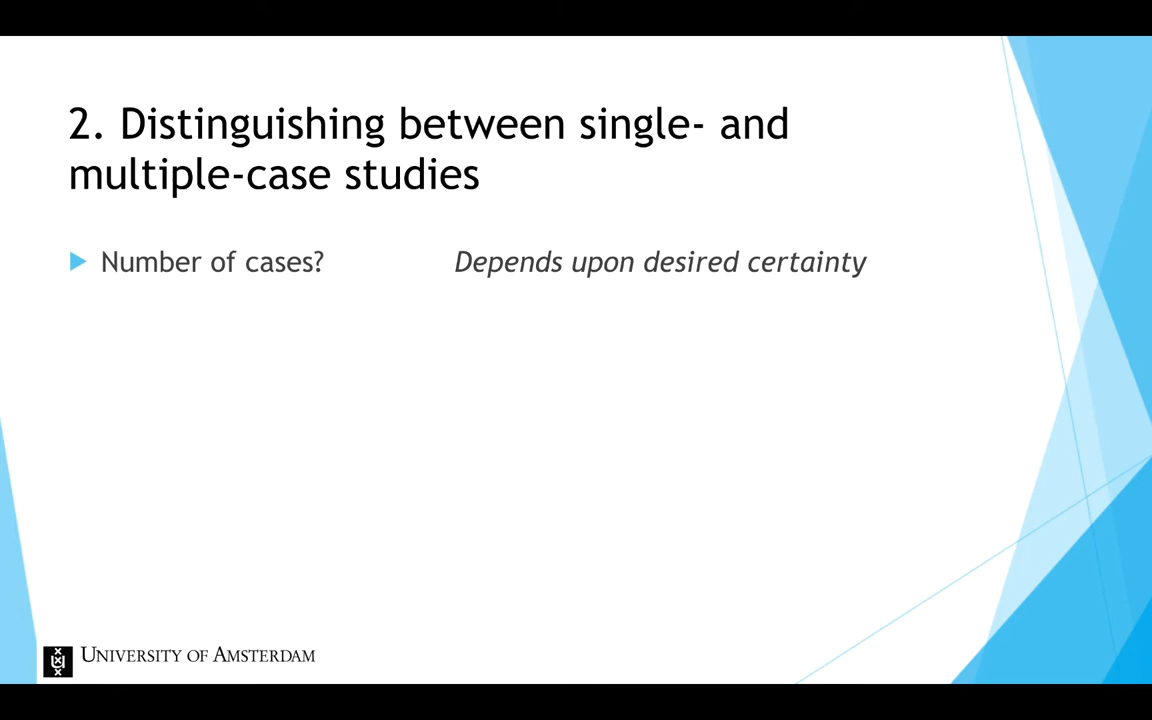 2. Distinguishing between single- and
multiple-case studies
Number of cases? Depends upon desired certainty
UNIVERSITY OF AMSTERDAM